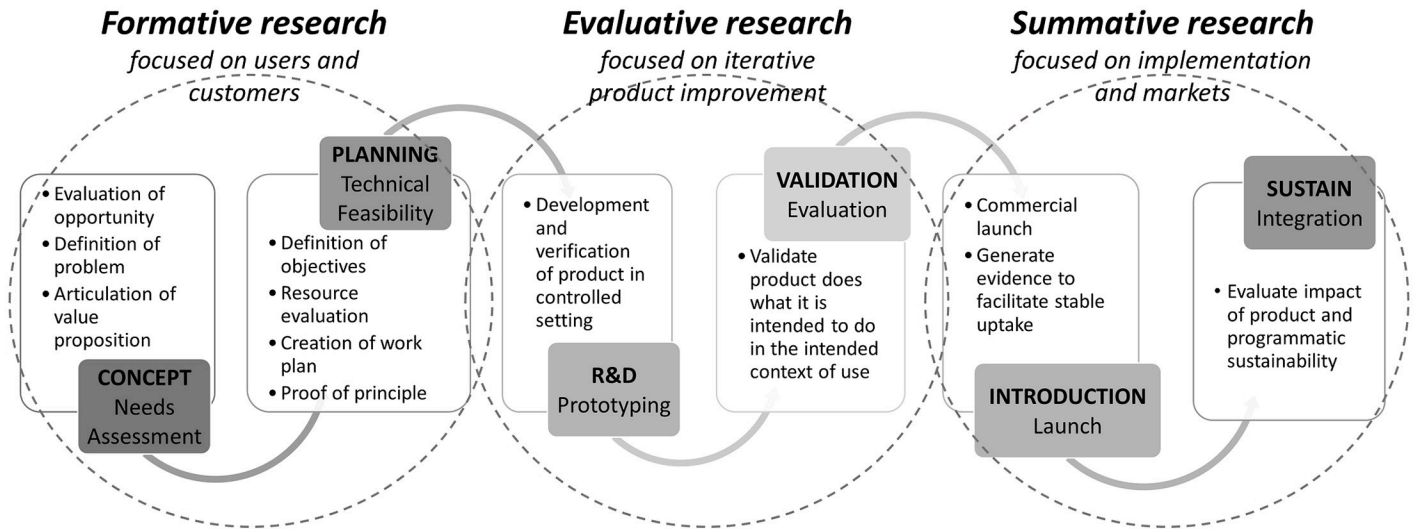 Formative research
focused on users and
customers
• Evaluation of
opportunity
• Definition of
problem
• Articulation of
value
proposition
CONCEPT
Needs
Assessment
PLANNING
Technical
Feasibility
• Definition of
objectives
• Resource
evaluation
• Creation of work
plan
• Proof of principle
Evaluative research
focused on iterative
product improvement
• Development
and
verification
of product in
controlled
setting
R&D
Prototyping
VALIDATION
Evaluation
• Validate
product does
what it is
intended to do
in the intended
context of use
Summative research
focused on implementation
and markets
• Commercial
launch
• Generate
evidence to
facilitate stable
uptake
INTRODUCTION
Launch
SUSTAIN
Integration
• Evaluate impact
of product and
programmatic
sustainability